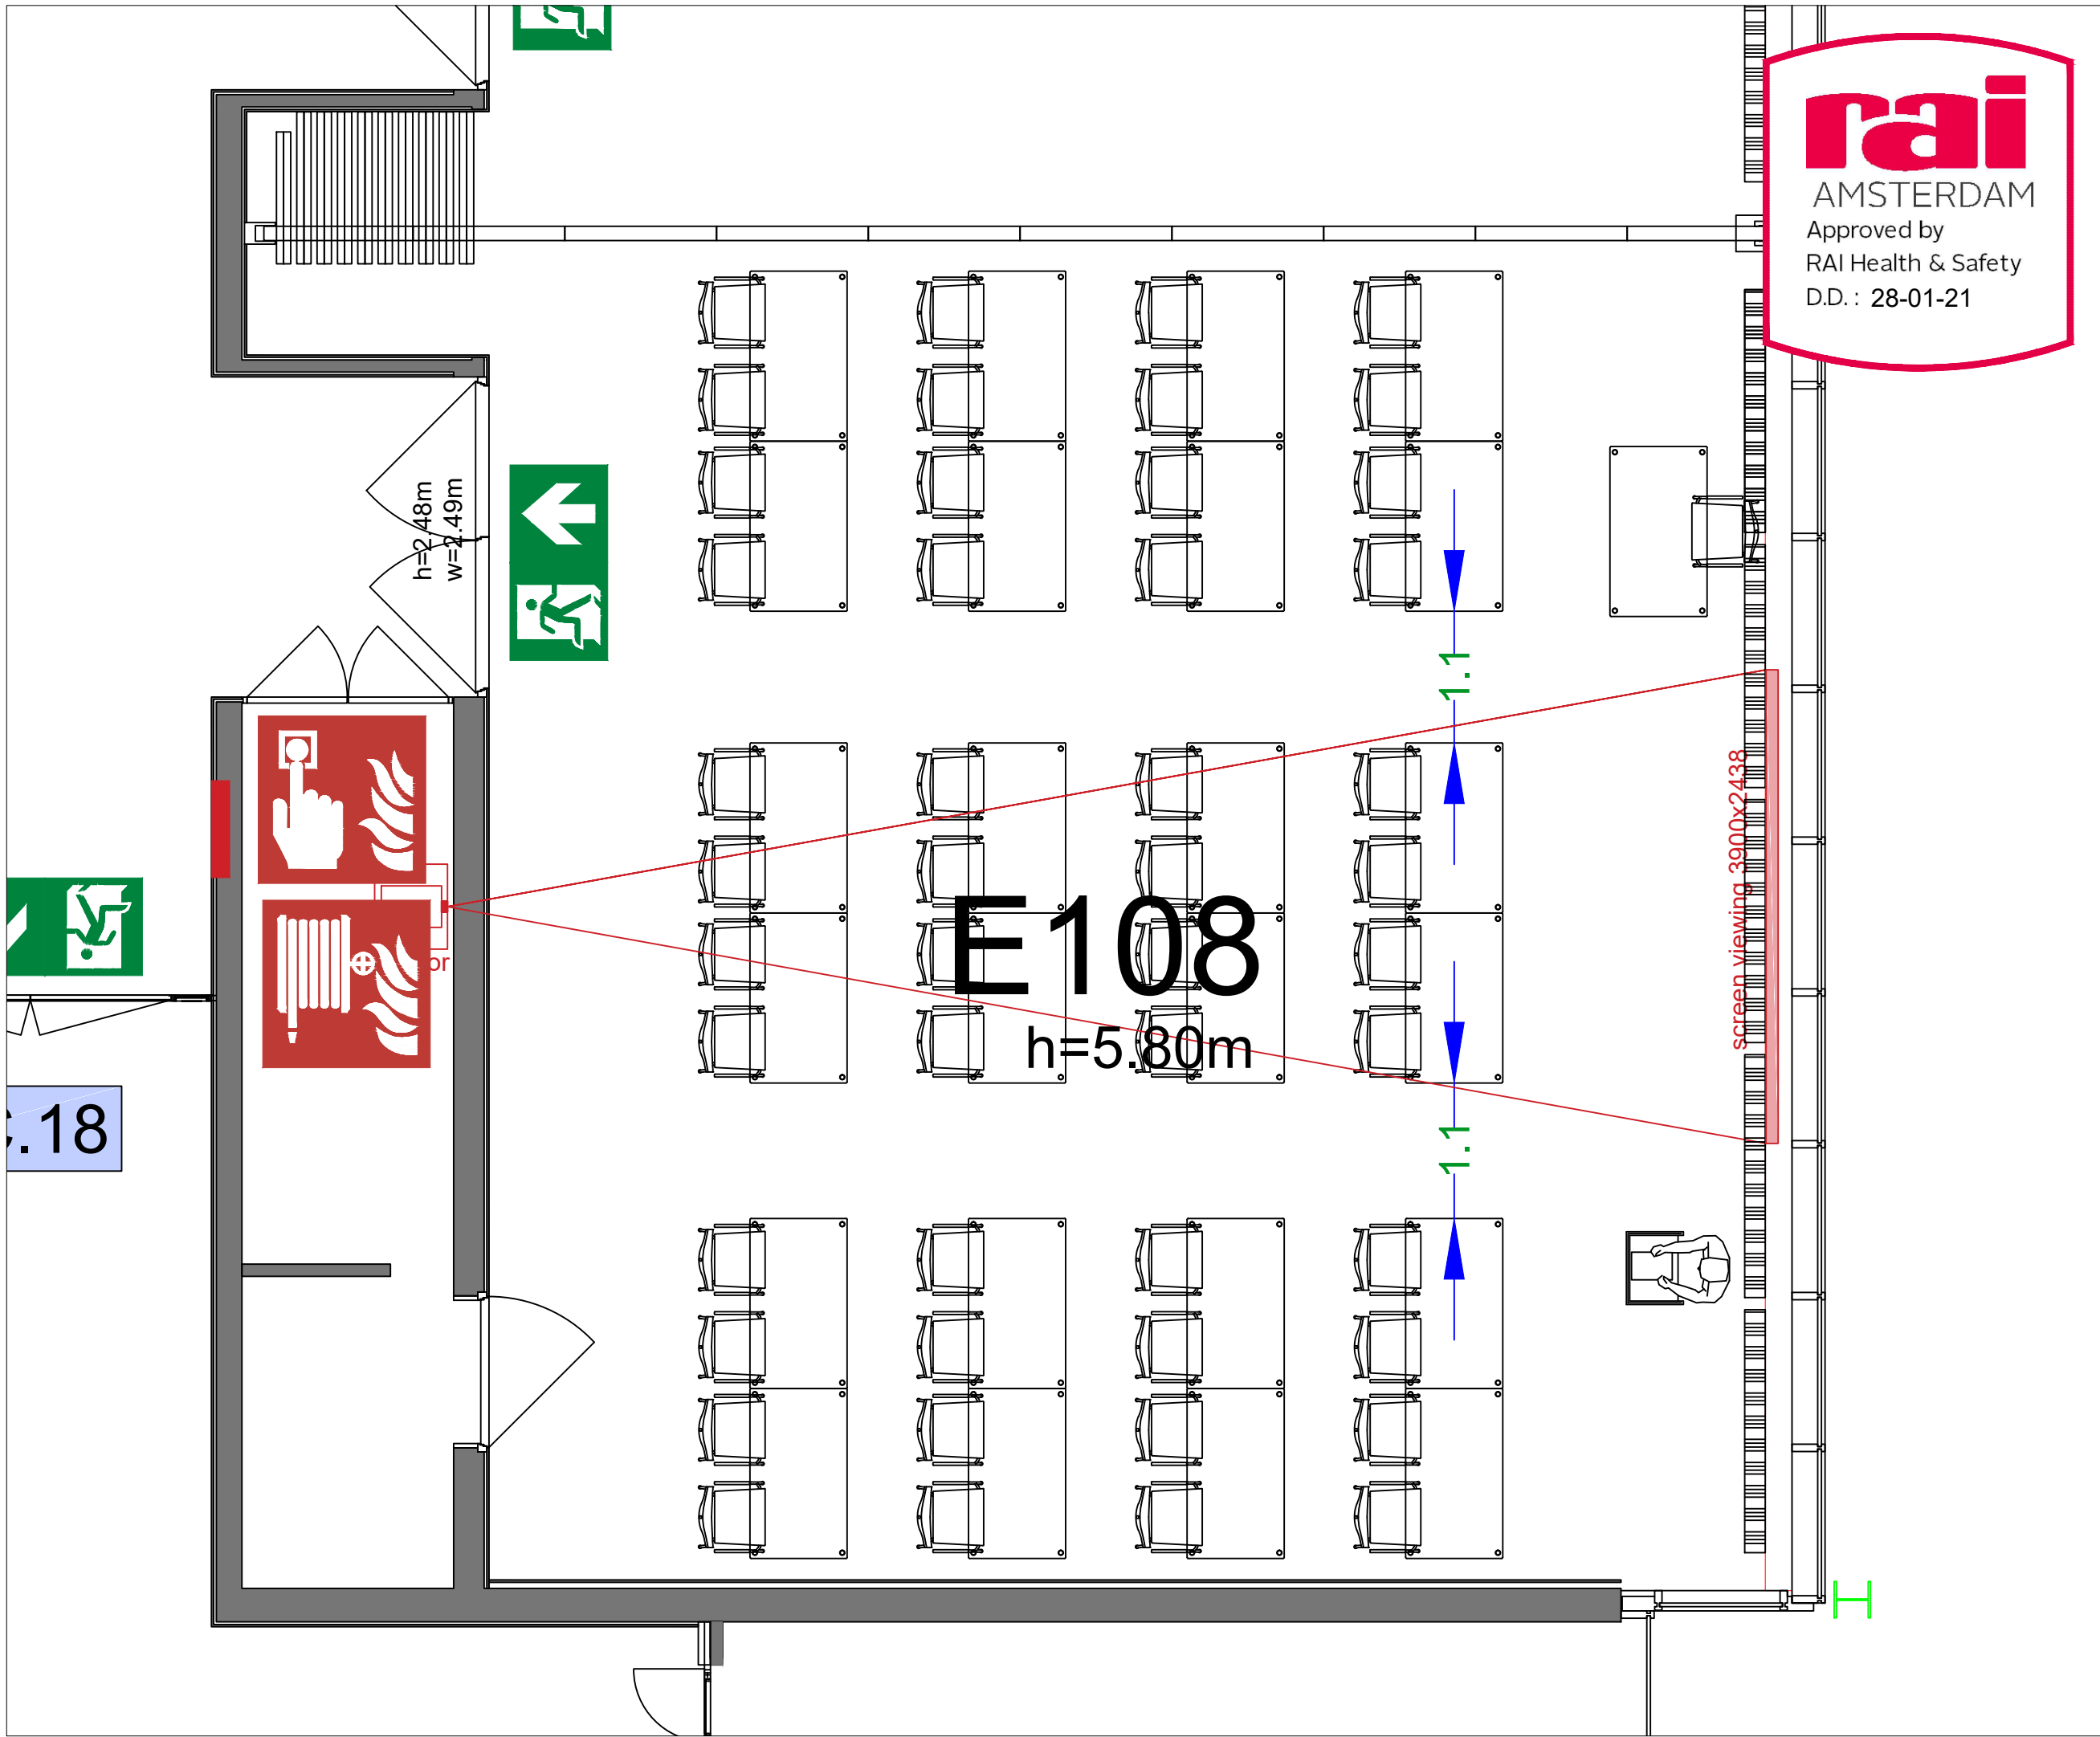 rai
AMSTERDAM
Approved by
RAI Health & Safety
D.D. : 28-01-21
h=2.48m
w=2.49m
1.1
screen viewing 3900x2438
E108
h=5.80m
or
.18
1.1